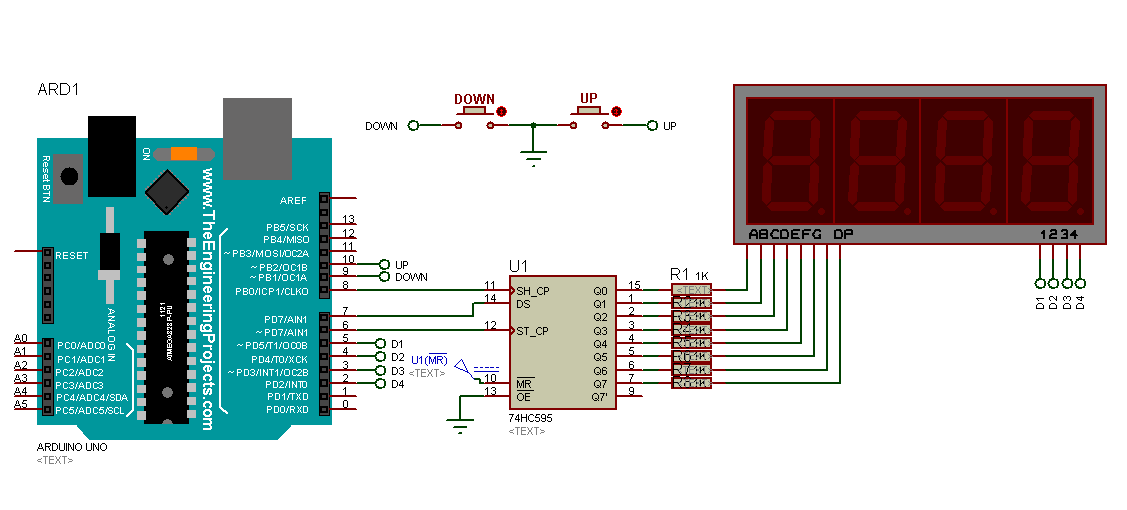 ARD1
ON
Reset BTN
www.TheEngineeringProjects.com
ANALOG IN
1121
RESET
A0 PC0/ADC0
A1 PC1/ADC1
A2 PC2/ADC2
A3 PC3/ADC3
A4 PC4/ADC4/SDA
A5 PC5/ADC5/SCL
AREF
PB5/SCK 13
PB4/MISO 12
~PB3/MOSI/OC2A 11
~PB2/OC1B 10 UP
~PB1/OC1A 9 DOWN
PB0/ICP1/CLKO 8
PD7/AIN1 7
~PD7/AIN1 6
~PD5/T1/OC0B 5 D1
PD4/T0/XCK 4 D2
~PD3/INT1/OC2B 3 D3
PD2/INT0 2 D4
PD1/TXD 1
PD0/RXD 0
ARDUINO UNO
<TEXT>
DOWN UP
DOWN UP
U1
11 SH_CP Q0 15
14 DS Q1 1
Q2 2
12 ST_CP Q3 3
Q4 4
Q5 5
Q6 6
10 MR Q7 7
13 OE Q7' 9
U1(MR)
<TEXT>
74HC595
<TEXT>
R1 1K
<TEXT>
ABCDEFG DP 1234
D1 D2 D3 D4